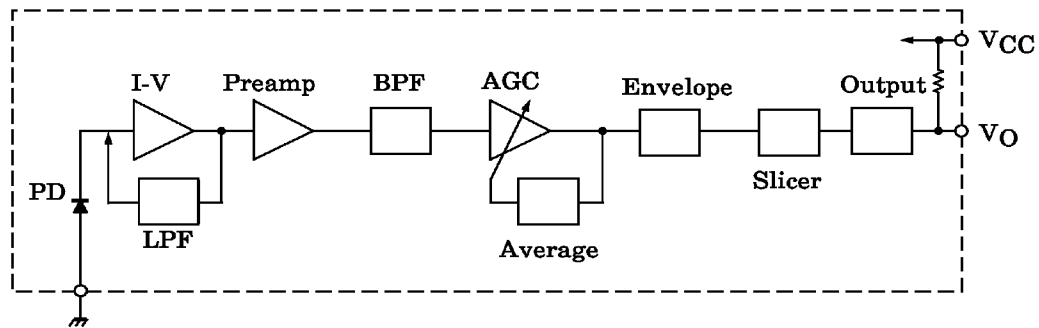 VCC
I-V
Preamp
BPF
AGC
Envelope
Output
VO
Slicer
PD
LPF
Average